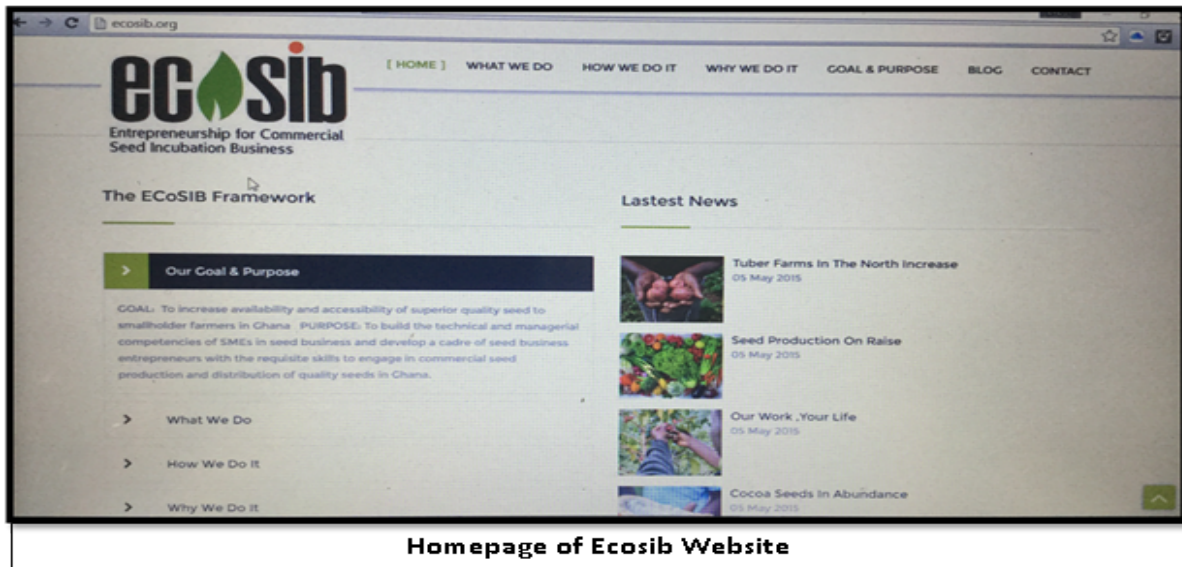 ecosib.org
ecosib
Entrepreneurship for Commercial
Seed Incubation Business
[ HOME ] WHAT WE DO HOW WE DO IT WHY WE DO IT GOAL & PURPOSE BLOG CONTACT
The ECoSIB Framework
Our Goal & Purpose
GOAL: To increase availability and accessibility of superior quality seed to
smallholder farmers in Ghana PURPOSE: To build the technical and managerial
competencies of SMEs in seed business and develop a cadre of seed business
entrepreneurs with the requisite skills to engage in commercial seed
production and distribution of quality seeds in Ghana.
What We Do
How We Do It
Why We Do It
Lastest News
Tuber Farms In The North Increase
05 May 2015
Seed Production On Raise
05 May 2015
Our Work ,Your Life
05 May 2015
Cocoa Seeds In Abundance
05 May 2015
Homepage of Ecosib Website